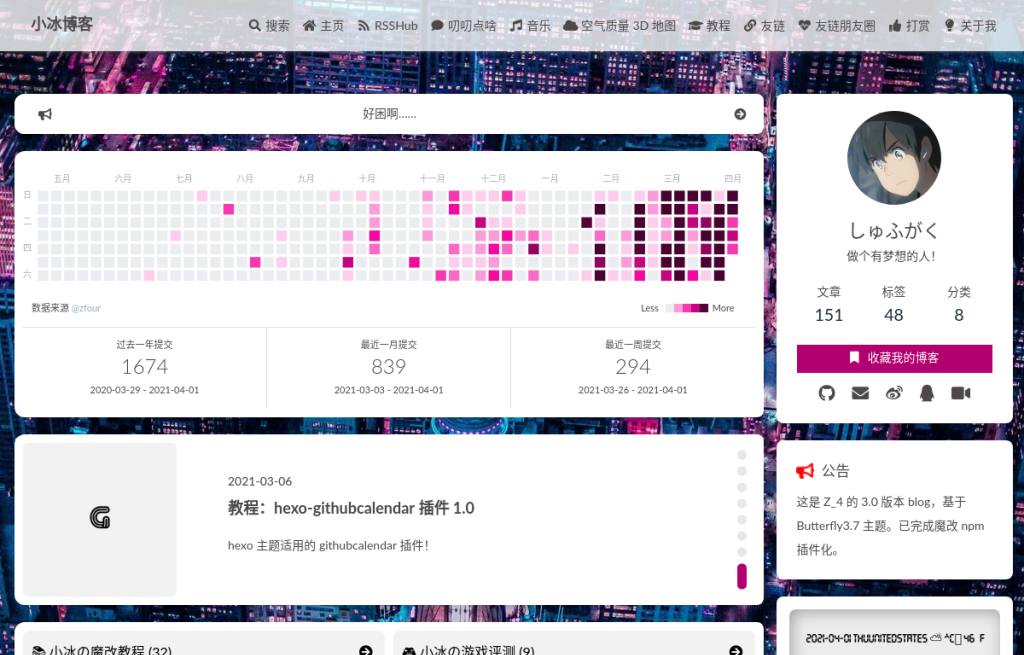 小冰博客
搜索 主页 RSSHub 叨叨点啥 音乐 空气质量 3D 地图 教程 友链 友链朋友圈 打赏 关于我
好困啊……
五月 六月 七月 八月 九月 十月 十一月 十二月 一月 二月 三月 四月
日
二
四
六
数据来源 @zfour
Less More
过去一年提交
1674
2020-03-29 - 2021-04-01
最近一月提交
839
2021-03-03 - 2021-04-01
最近一周提交
294
2021-03-26 - 2021-04-01
G
2021-03-06
教程：hexo-githubcalendar 插件 1.0
hexo 主题适用的 githubcalendar 插件！
小冰の魔改教程 (32)
小冰の游戏评测 (9)
しゅふがく
做个有梦想的人！
文章 标签 分类
151 48 8
收藏我的博客
公告
这是 Z_4 的 3.0 版本 blog，基于
Butterfly3.7 主题。已完成魔改 npm
插件化。
2021-04-01 THUUNITEDSTATES ℃ 46 F